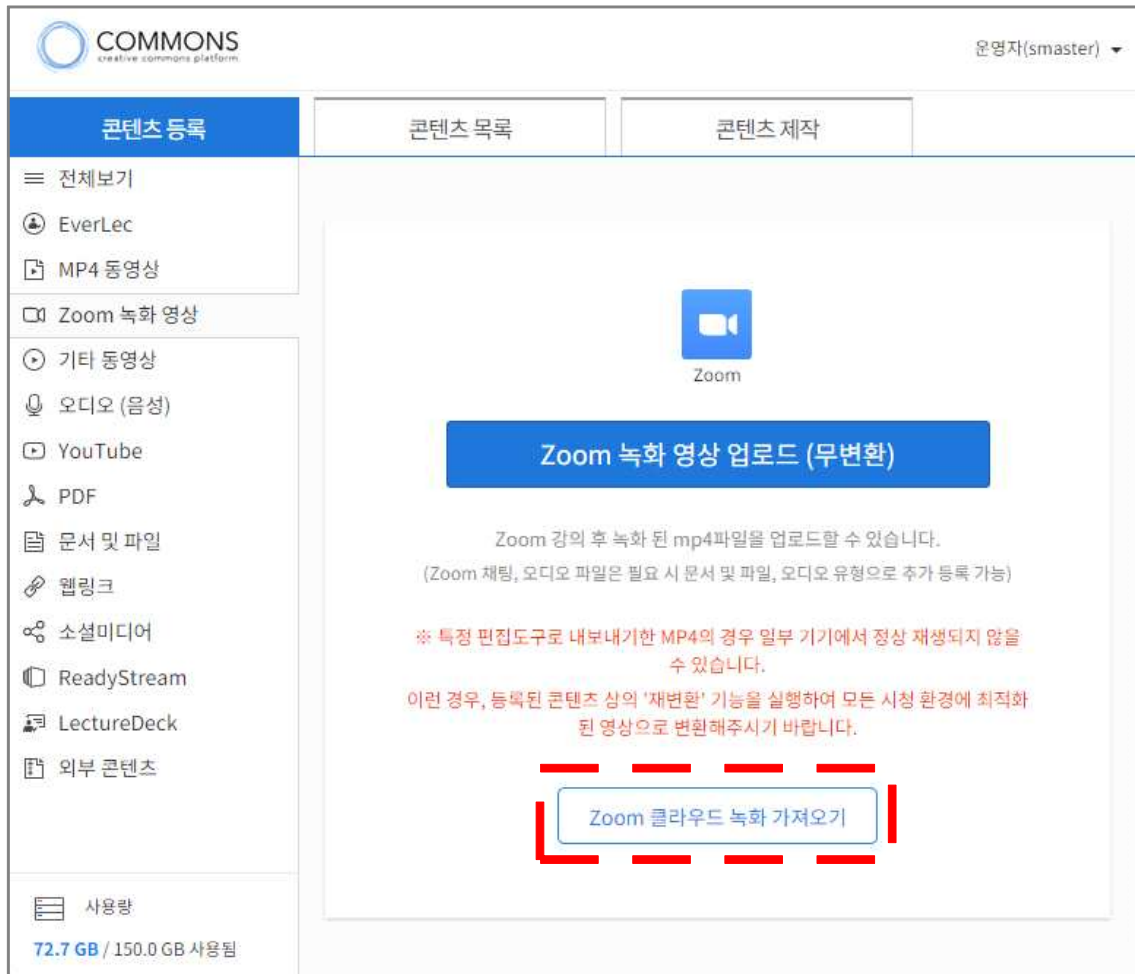 COMMONS
creative commons platform
운영자(smaster)
콘텐츠 등록
콘텐츠 목록
콘텐츠 제작
전체보기
EverLec
MP4 동영상
Zoom 녹화 영상
기타 동영상
오디오 (음성)
YouTube
PDF
문서 및 파일
웹링크
소셜미디어
ReadyStream
LectureDeck
외부 콘텐츠
사용량
72.7 GB / 150.0 GB 사용됨
Zoom
Zoom 녹화 영상 업로드 (무변환)
Zoom 강의 후 녹화 된 mp4파일을 업로드할 수 있습니다.
(Zoom 채팅, 오디오 파일은 필요 시 문서 및 파일, 오디오 유형으로 추가 등록 가능)
※ 특정 편집도구로 내보내기한 MP4의 경우 일부 기기에서 정상 재생되지 않을
수 있습니다.
이런 경우, 등록된 콘텐츠 상의 '재변환' 기능을 실행하여 모든 시청 환경에 최적화
된 영상으로 변환해주시기 바랍니다.
Zoom 클라우드 녹화 가져오기